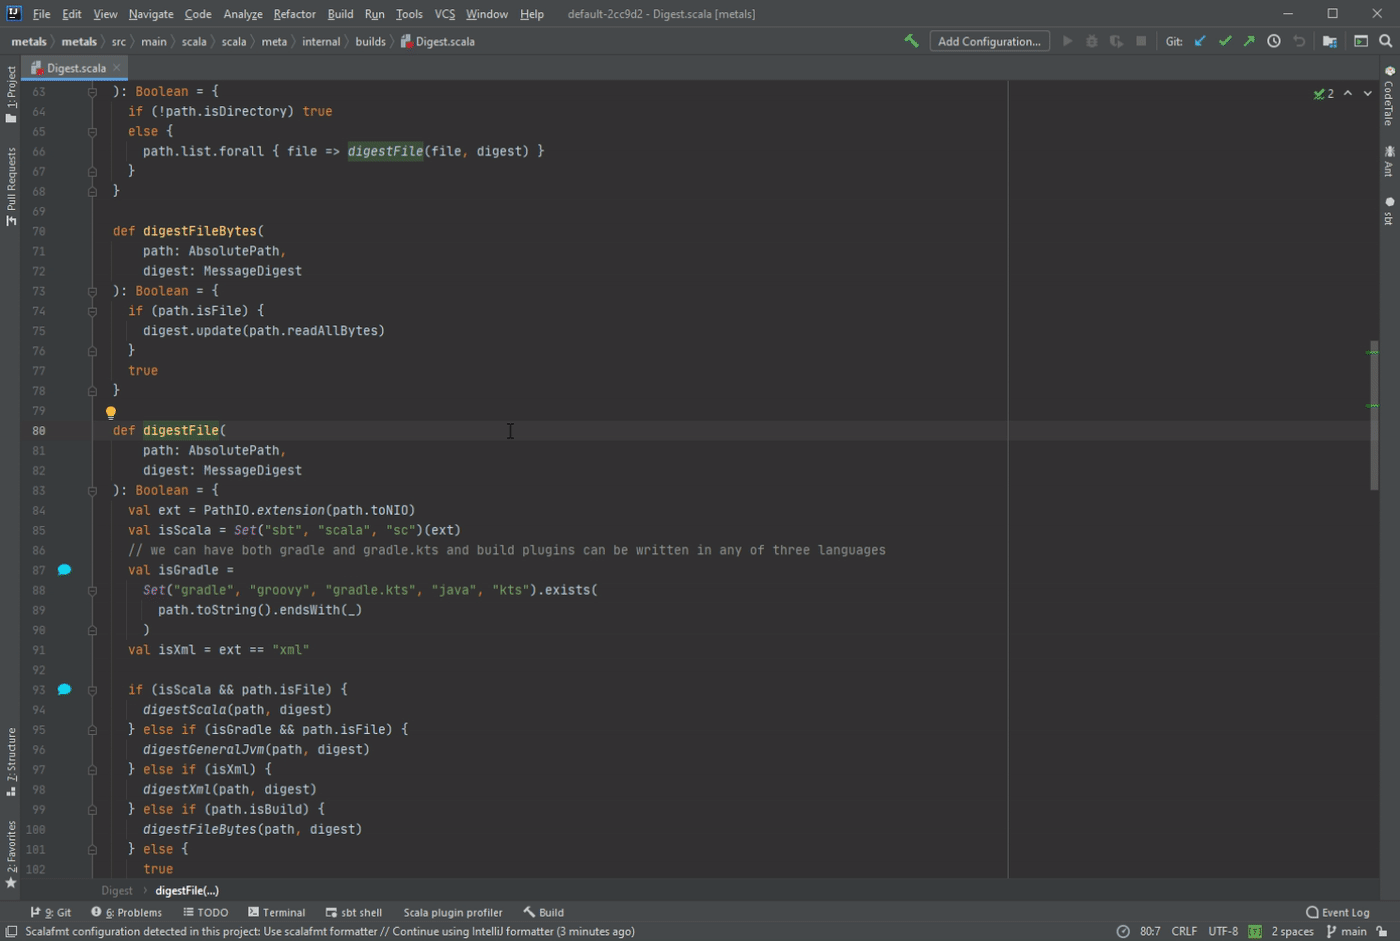 IJ File Edit View Navigate Code Analyze Refactor Build Run Tools VCS Window Help default-2cc9d2 - Digest.scala [metals]
metals metals src main scala scala meta internal builds Digest.scala Add Configuration... Git:
Digest.scala
1: Project
Pull Requests
7: Structure
2: Favorites
CodeTale
Ant
sbt
2
63 ): Boolean = {
64 if (!path.isDirectory) true
65 else {
66 path.list.forall { file => digestFile(file, digest) }
67 }
68 }
69
70 def digestFileBytes(
71 path: AbsolutePath,
72 digest: MessageDigest
73 ): Boolean = {
74 if (path.isFile) {
75 digest.update(path.readAllBytes)
76 }
77 true
78 }
79
80 def digestFile(
81 path: AbsolutePath,
82 digest: MessageDigest
83 ): Boolean = {
84 val ext = PathIO.extension(path.toNIO)
85 val isScala = Set("sbt", "scala", "sc")(ext)
86 // we can have both gradle and gradle.kts and build plugins can be written in any of three languages
87 val isGradle =
88 Set("gradle", "groovy", "gradle.kts", "java", "kts").exists(
89 path.toString().endsWith(_)
90 )
91 val isXml = ext == "xml"
92
93 if (isScala && path.isFile) {
94 digestScala(path, digest)
95 } else if (isGradle && path.isFile) {
96 digestGeneralJvm(path, digest)
97 } else if (isXml) {
98 digestXml(path, digest)
99 } else if (path.isBuild) {
100 digestFileBytes(path, digest)
101 } else {
102 true
Digest digestFile(...)
9: Git 6: Problems TODO Terminal sbt shell Scala plugin profiler Build Event Log
Scalafmt configuration detected in this project: Use scalafmt formatter // Continue using IntelliJ formatter (3 minutes ago) 80:7 CRLF UTF-8 2 spaces main